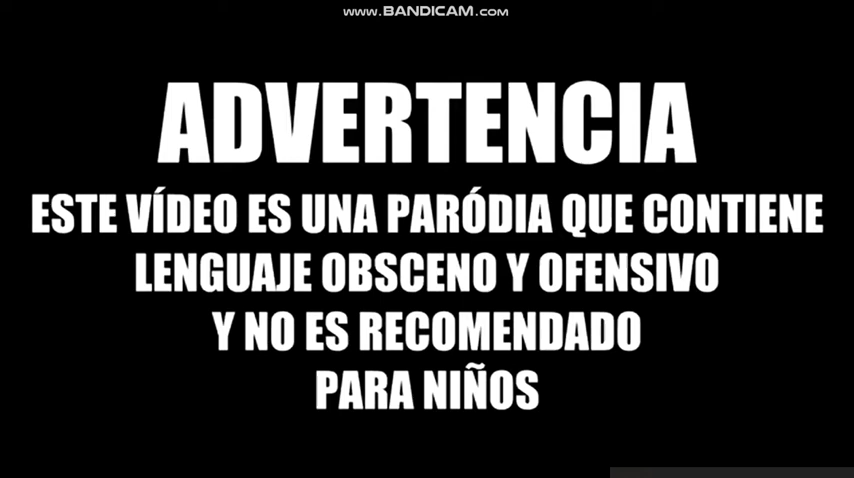 www.BANDICAM.com
ADVERTENCIA
ESTE VÍDEO ES UNA PARÓDIA QUE CONTIENE
LENGUAJE OBSCENO Y OFENSIVO
Y NO ES RECOMENDADO
PARA NIÑOS